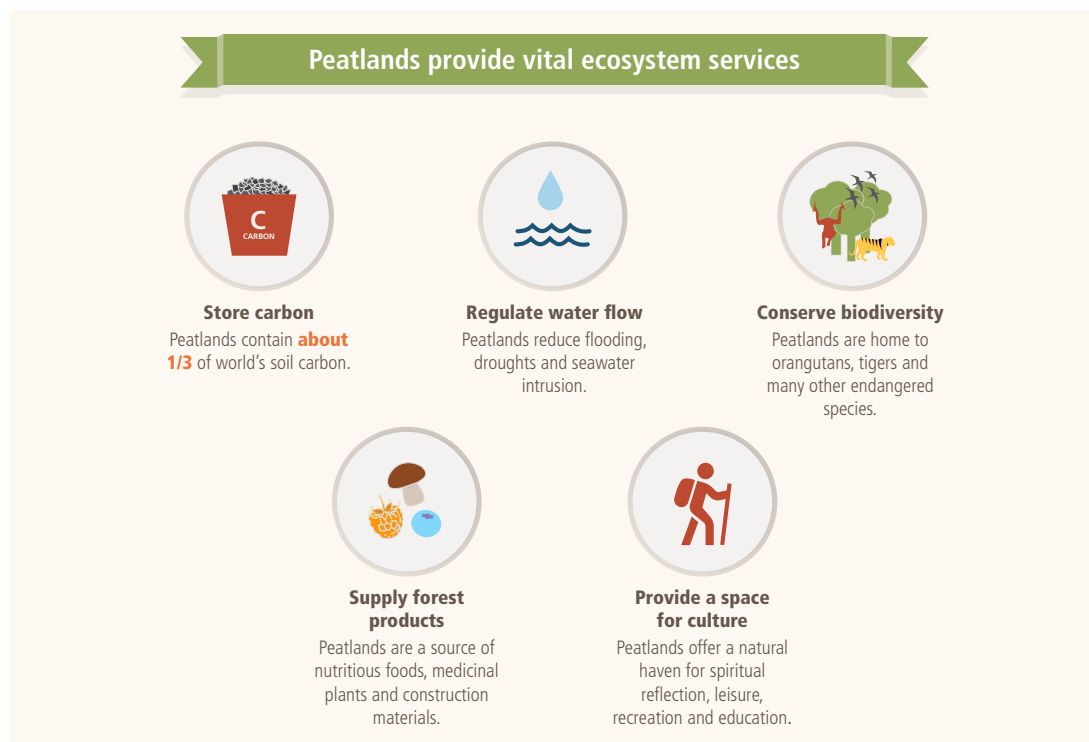 Peatlands provide vital ecosystem services
C
CARBON
Store carbon
Peatlands contain about
1/3 of world's soil carbon.
Regulate water flow
Peatlands reduce flooding,
droughts and seawater
intrusion.
Conserve biodiversity
Peatlands are home to
orangutans, tigers and
many other endangered
species.
Supply forest
products
Peatlands are a source of
nutritious foods, medicinal
plants and construction
materials.
Provide a space
for culture
Peatlands offer a natural
haven for spiritual
reflection, leisure,
recreation and education.